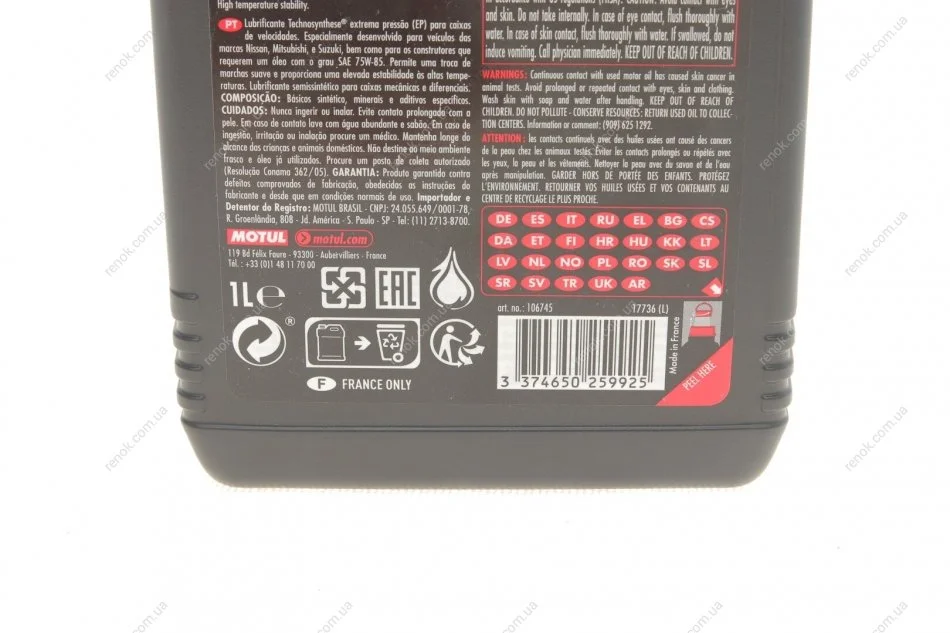 High temperature stability.
PT Lubrificante Technosynthese® extrema pressão (EP) para caixas
de velocidades. Especialmente desenvolvido para veículos das
marcas Nissan, Mitsubishi, e Suzuki, bem como para os construtores que
requerem um óleo com o grau SAE 75W-85. Permite uma troca de
marchas suave e proporciona uma elevada estabilidade às altas tempe-
raturas. Lubrificante semissintético para caixas mecânicas e diferenciais.
COMPOSIÇÃO: Básicos sintético, minerais e aditivos específicos.
CUIDADOS: Nunca ingerir ou inalar. Evite contato prolongado com a
pele. Em caso de contato lave com água abundante e sabão. Em caso de
ingestão, irritação ou inalação procure um médico. Mantenha longe do
alcance das crianças e animais domésticos. Não destine ao meio ambiente
frasco e óleo já utilizados. Procure um posto de coleta autorizado
(Resolução Conama 362/05). GARANTIA: Produto garantido contra
defeitos comprovados de fabricação, obedecidas as instruções do
fabricante e desde que em condições normais de uso. Importador e
Detentor do Registro: MOTUL BRASIL - CNPJ: 24.055.649/0001-78,
R. Groenlândia, 808 - Jd. América - S. Paulo - SP - Tel: (11) 2713-8700.
MOTUL motul.com
119 Bd Félix Faure - 93300 - Aubervilliers - France
Tél. : +33 (0)1 48 11 70 00
1L e
EAC
®
F FRANCE ONLY
and skin. Do not take internally. In case of eye contact, flush thoroughly with
water. In case of skin contact, flush thoroughly with water. If swallowed, do not
induce vomiting. Call physician immediately. KEEP OUT OF REACH OF CHILDREN.
WARNINGS: Continuous contact with used motor oil has caused skin cancer in
animal tests. Avoid prolonged or repeated contact with eyes, skin and clothing.
Wash skin with soap and water after handling. KEEP OUT OF REACH OF
CHILDREN. DO NOT POLLUTE - CONSERVE RESOURCES: RETURN USED OIL TO COLLEC-
TION CENTERS. Information or comment: (909) 625 1292.
ATTENTION : les contacts continuels avec des huiles usées ont causé des cancers
de la peau chez les animaux testés. Eviter les contacts prolongés ou répétés avec
les yeux, la peau et les vêtements. Nettoyer la peau avec du savon et de l'eau
après manipulation. GARDER HORS DE PORTÉE DES ENFANTS. PROTÉGEZ
L'ENVIRONNEMENT. RETOURNER VOS HUILES USÉES ET VOS CONTENANTS AU
CENTRE DE RECYCLAGE LE PLUS PROCHE.
DE ES IT RU EL BG CS
DA ET FI HR HU KK LT
LV NL NO PL RO SK SL
SR SV TR UK AR
art. no.: 106745 17736 (L)
3 374650 259925
Made in France
PEEL HERE
renok.com.ua